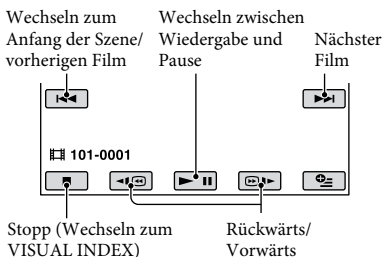 Wechseln zum
Anfang der Szene/
vorherigen Film
Wechseln zwischen
Wiedergabe und
Pause
Nächster
Film
101-0001
Stopp (Wechseln zum
VISUAL INDEX)
Rückwärts/
Vorwärts